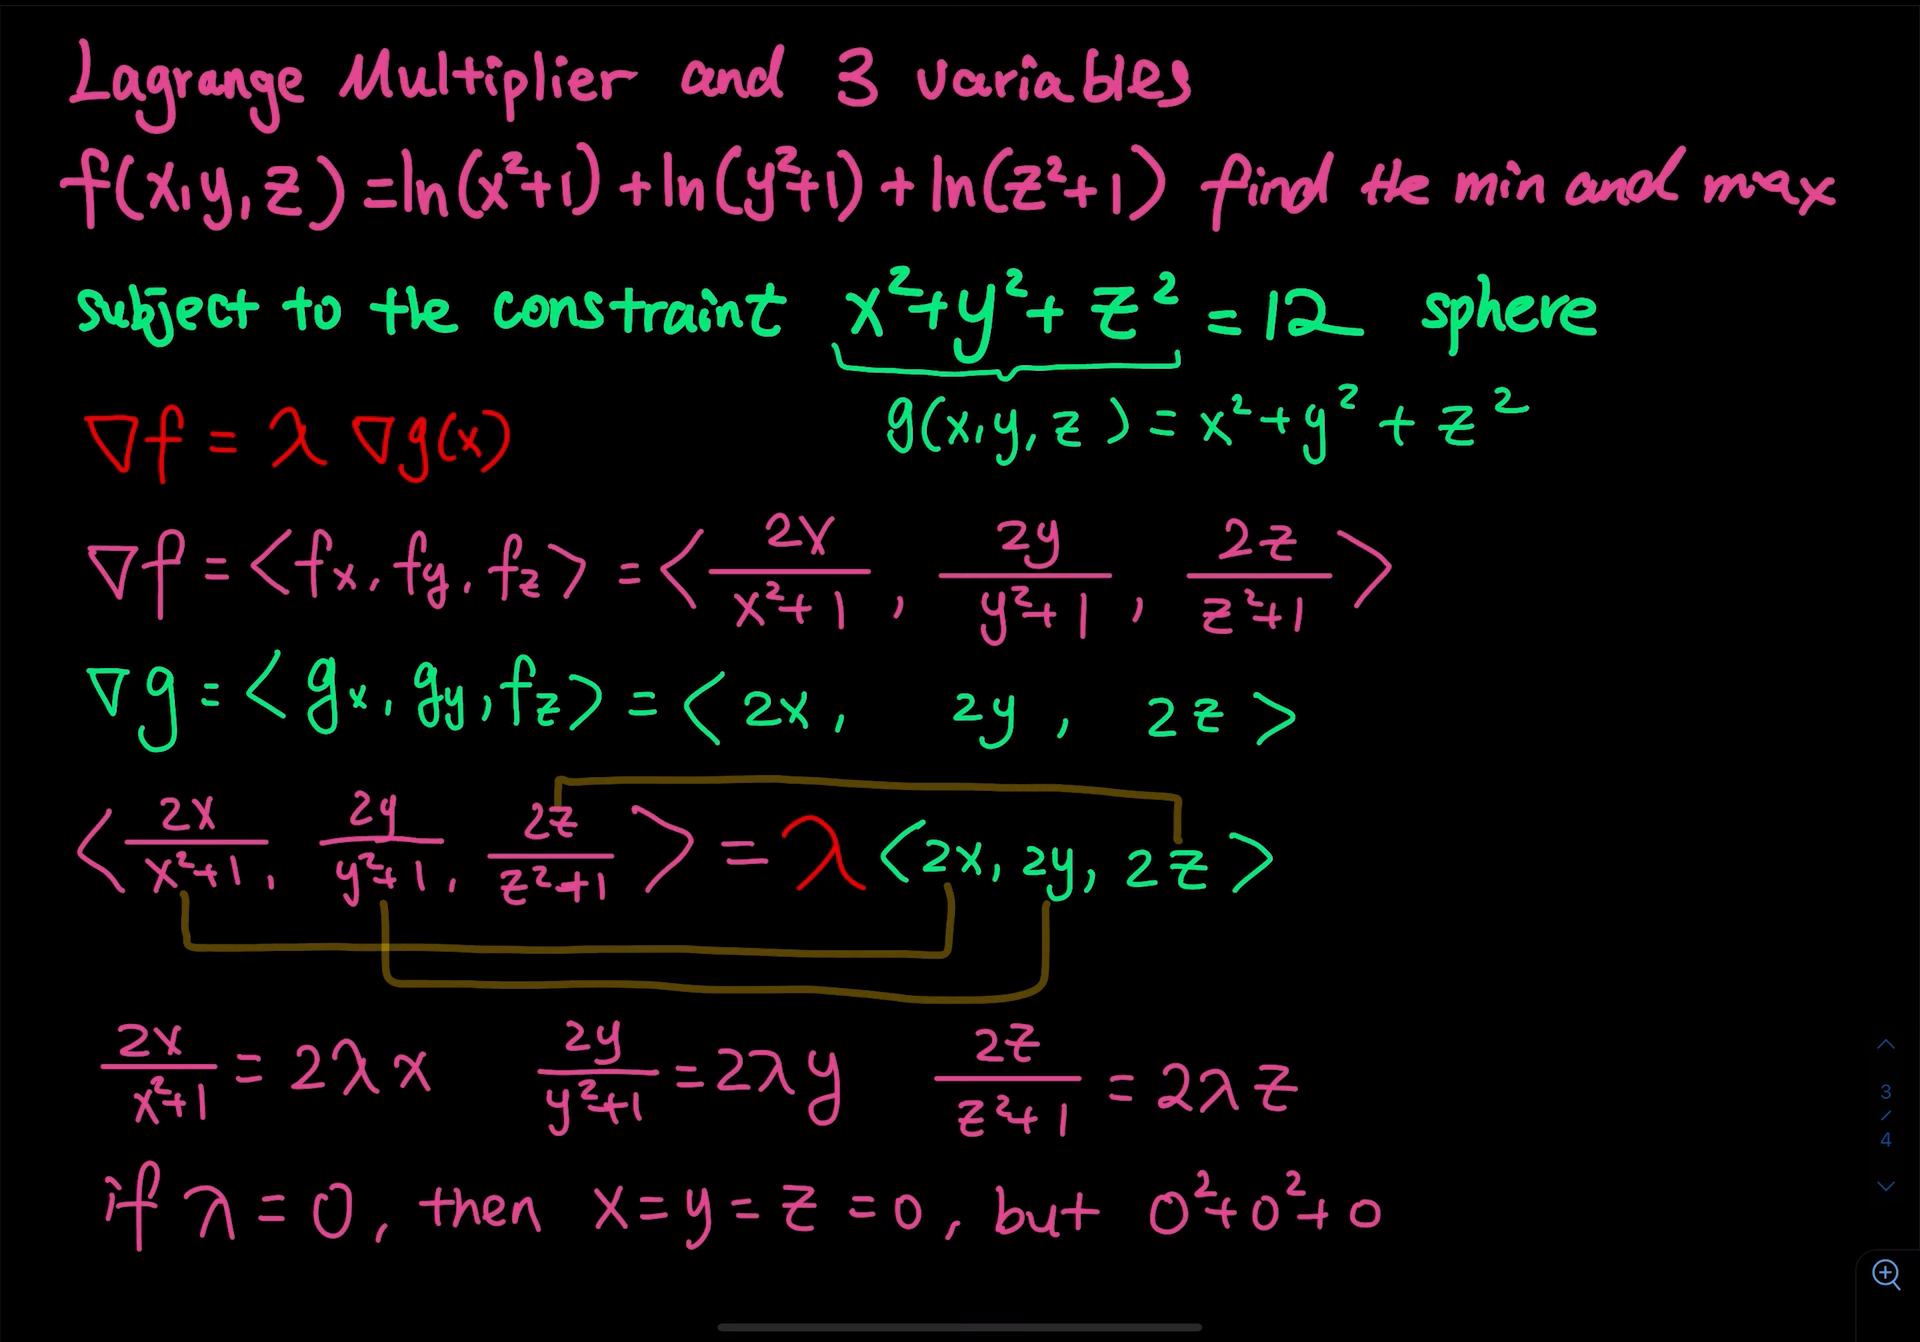 Lagrange Multiplier and 3 variables
f(x,y,z)=ln(x²+1)+ln(y²+1)+ln(z²+1) find the min and max
subject to the constraint x²+y²+z²=12 sphere
g(x,y,z)=x²+y²+z²
∇f=λ∇g(x)
∇f=<fx,fy,fz>=<2x/(x²+1), 2y/(y²+1), 2z/(z²+1)>
∇g=<gx,gy,fz>=<2x, 2y, 2z>
<2x/(x²+1), 2y/(y²+1), 2z/(z²+1)>=λ<2x, 2y, 2z>
2x/(x²+1)=2λx 2y/(y²+1)=2λy 2z/(z²+1)=2λz
if λ=0, then x=y=z=0, but 0²+0²+0
3
/
4